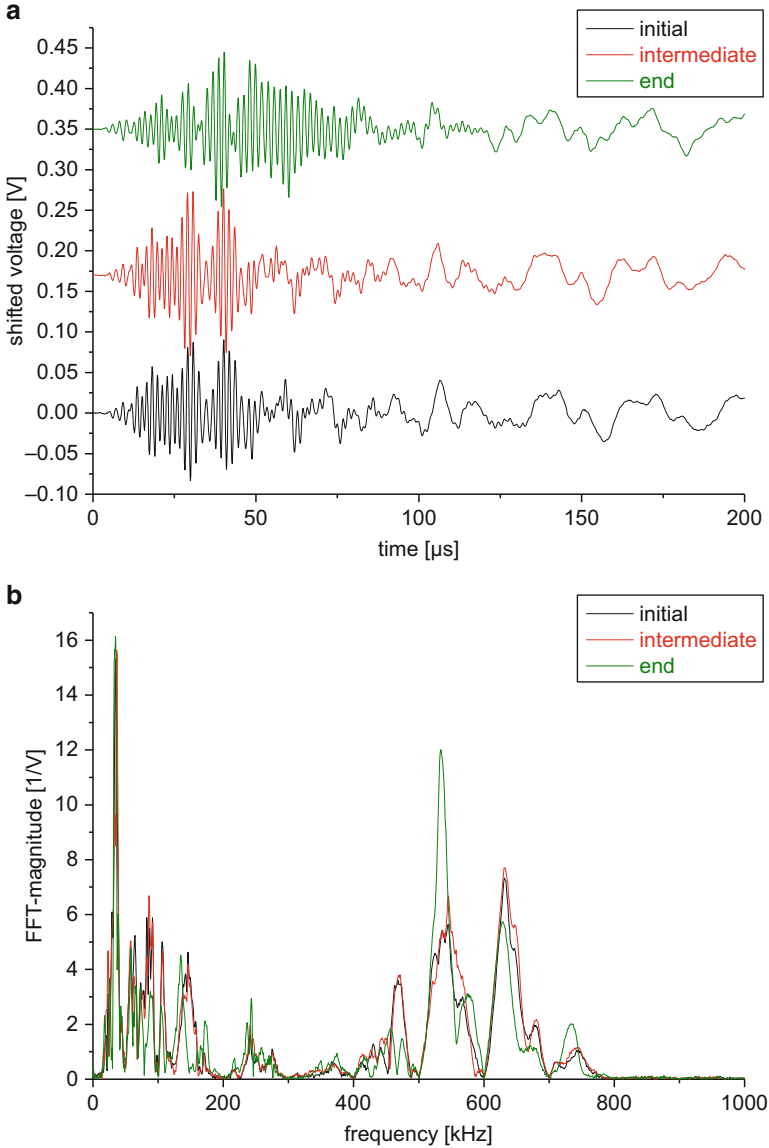 a
initial
intermediate
end
0.45
0.40
0.35
0.30
0.25
0.20
0.15
0.10
0.05
0.00
–0.05
–0.10
shifted voltage [V]
0
50
100
150
200
time [µs]
b
initial
intermediate
end
16
14
12
10
8
6
4
2
0
FFT-magnitude [1/V]
0
200
400
600
800
1000
frequency [kHz]